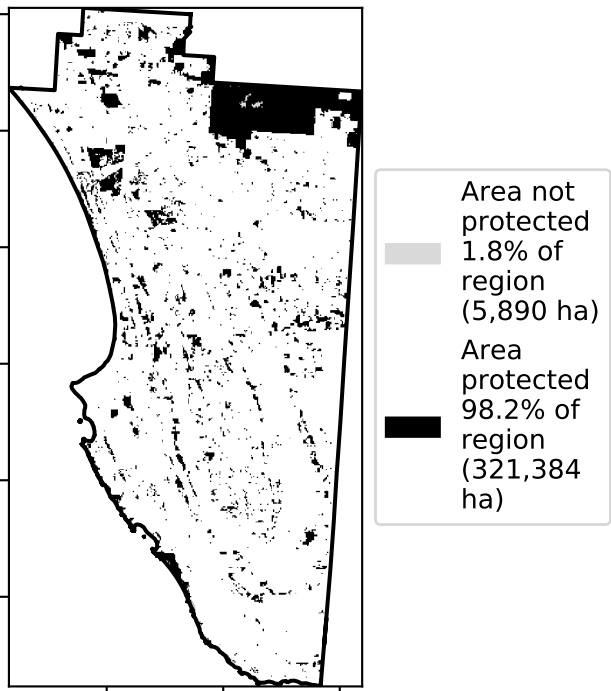 Area not
protected
1.8% of
region
(5,890 ha)
Area
protected
98.2% of
region
(321,384
ha)